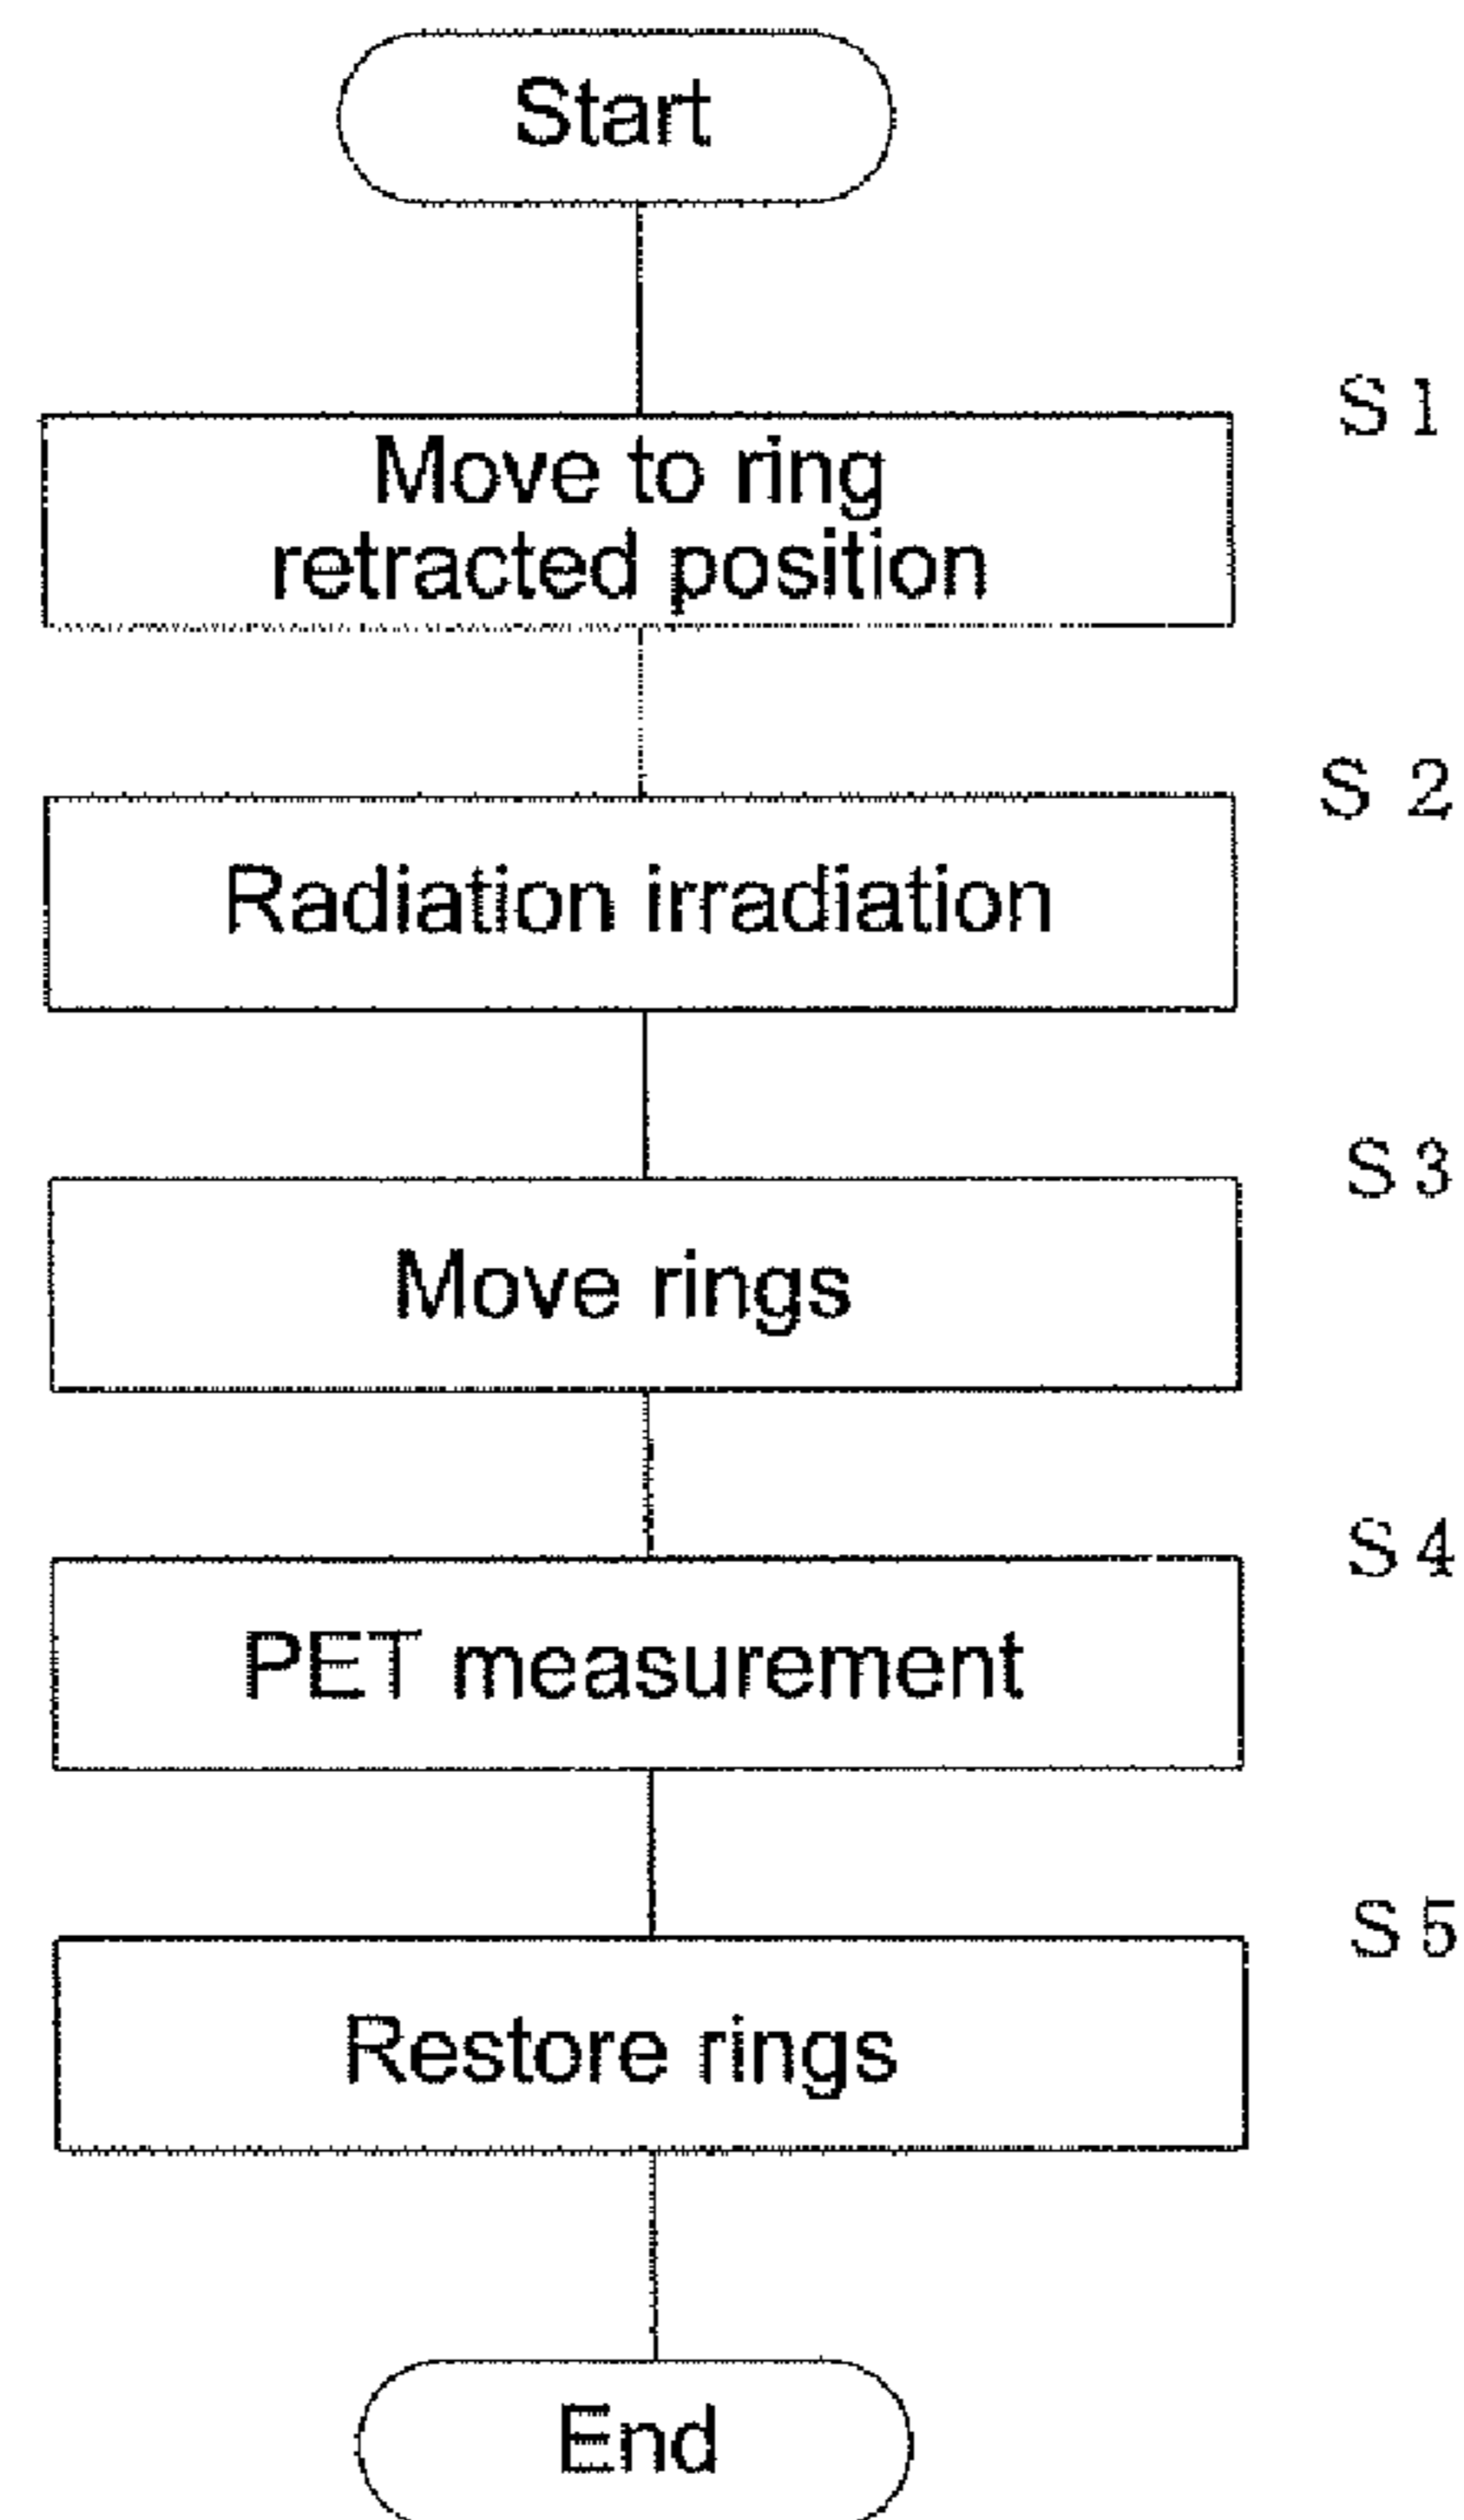 Start
S1
Move to ring
retracted position
S2
Radiation irradiation
S3
Move rings
S4
PET measurement
S5
Restore rings
End